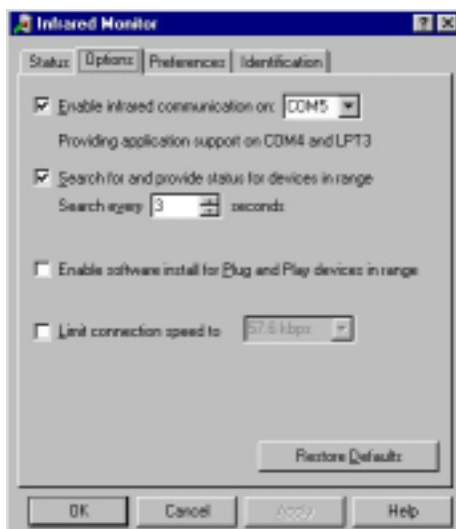 Infrared Monitor
Status Options Preferences Identification
Enable infrared communication on: COM5
Providing application support on COM4 and LPT3
Search for and provide status for devices in range
Search every 3 seconds
Enable software install for Plug and Play devices in range
Limit connection speed to 57.6 kbps
Restore Defaults
OK Cancel Apply Help